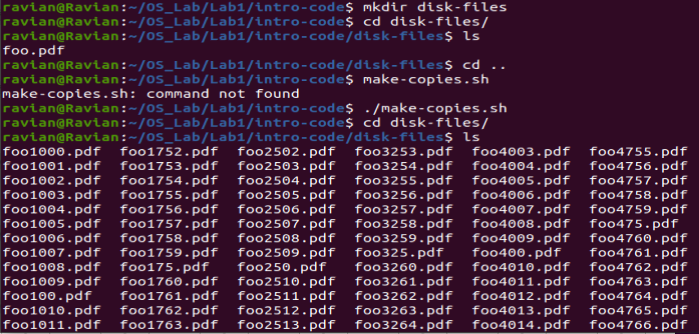 ravian@Ravian:~/OS_Lab/Lab1/intro-code$ mkdir disk-files
ravian@Ravian:~/OS_Lab/Lab1/intro-code$ cd disk-files/
ravian@Ravian:~/OS_Lab/Lab1/intro-code/disk-files$ ls
foo.pdf
ravian@Ravian:~/OS_Lab/Lab1/intro-code/disk-files$ cd ..
ravian@Ravian:~/OS_Lab/Lab1/intro-code$ make-copies.sh
make-copies.sh: command not found
ravian@Ravian:~/OS_Lab/Lab1/intro-code$ ./make-copies.sh
ravian@Ravian:~/OS_Lab/Lab1/intro-code$ cd disk-files/
ravian@Ravian:~/OS_Lab/Lab1/intro-code/disk-files$ ls
foo1000.pdf foo1752.pdf foo2502.pdf foo3253.pdf foo4003.pdf foo4755.pdf
foo1001.pdf foo1753.pdf foo2503.pdf foo3254.pdf foo4004.pdf foo4756.pdf
foo1002.pdf foo1754.pdf foo2504.pdf foo3255.pdf foo4005.pdf foo4757.pdf
foo1003.pdf foo1755.pdf foo2505.pdf foo3256.pdf foo4006.pdf foo4758.pdf
foo1004.pdf foo1756.pdf foo2506.pdf foo3257.pdf foo4007.pdf foo4759.pdf
foo1005.pdf foo1757.pdf foo2507.pdf foo3258.pdf foo4008.pdf foo475.pdf
foo1006.pdf foo1758.pdf foo2508.pdf foo3259.pdf foo4009.pdf foo4760.pdf
foo1007.pdf foo1759.pdf foo2509.pdf foo325.pdf foo400.pdf foo4761.pdf
foo1008.pdf foo175.pdf foo250.pdf foo3260.pdf foo4010.pdf foo4762.pdf
foo1009.pdf foo1760.pdf foo2510.pdf foo3261.pdf foo4011.pdf foo4763.pdf
foo100.pdf foo1761.pdf foo2511.pdf foo3262.pdf foo4012.pdf foo4764.pdf
foo1010.pdf foo1762.pdf foo2512.pdf foo3263.pdf foo4013.pdf foo4765.pdf
foo1011.pdf foo1763.pdf foo2513.pdf foo3264.pdf foo4014.pdf foo4766.pdf